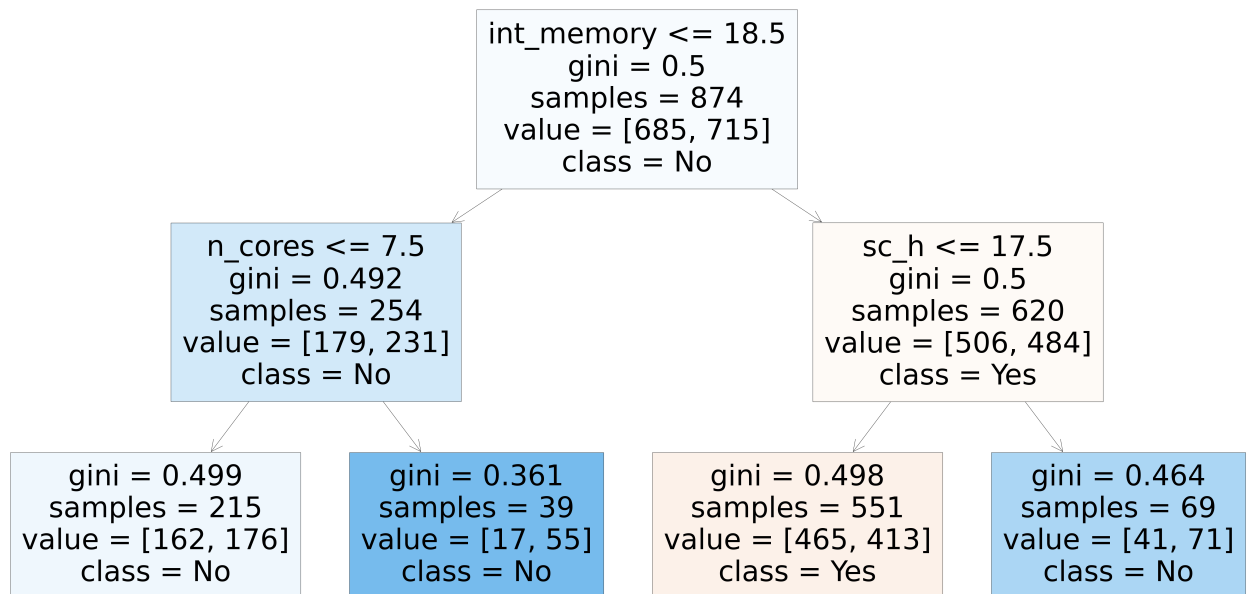 int_memory <= 18.5
gini = 0.5
samples = 874
value = [685, 715]
class = No
n_cores <= 7.5
gini = 0.492
samples = 254
value = [179, 231]
class = No
sc_h <= 17.5
gini = 0.5
samples = 620
value = [506, 484]
class = Yes
gini = 0.499
samples = 215
value = [162, 176]
class = No
gini = 0.361
samples = 39
value = [17, 55]
class = No
gini = 0.498
samples = 551
value = [465, 413]
class = Yes
gini = 0.464
samples = 69
value = [41, 71]
class = No